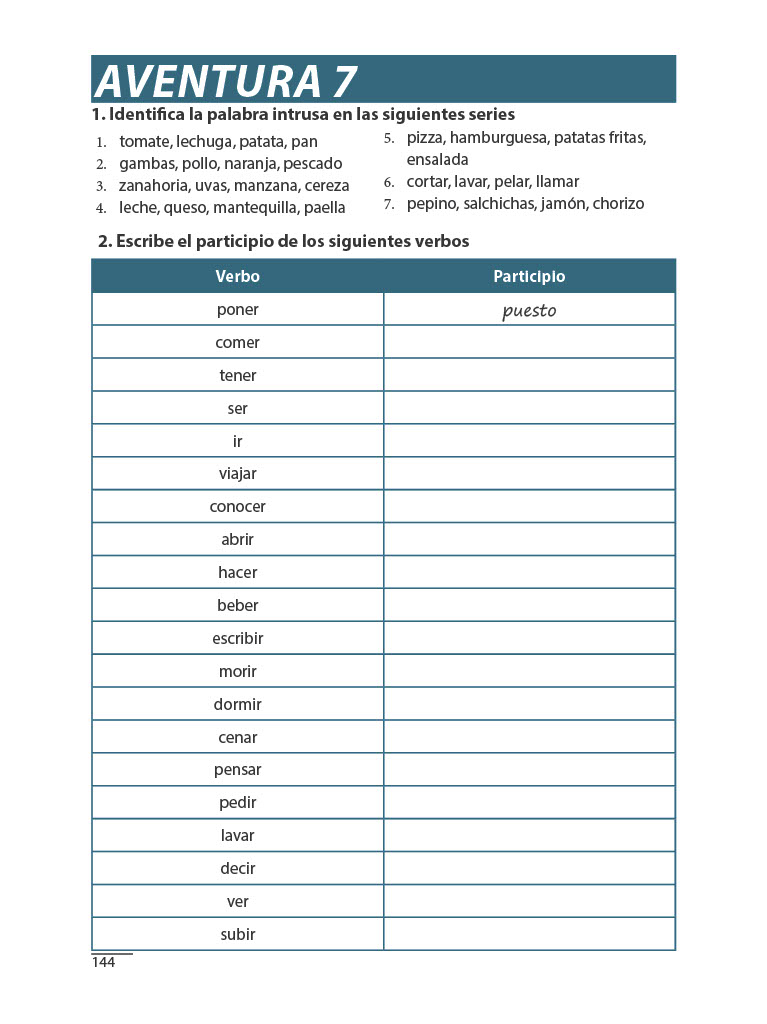 AVENTURA 7
1. Identifica la palabra intrusa en las siguientes series
1. tomate, lechuga, patata, pan
2. gambas, pollo, naranja, pescado
3. zanahoria, uvas, manzana, cereza
4. leche, queso, mantequilla, paella
5. pizza, hamburguesa, patatas fritas,
ensalada
6. cortar, lavar, pelar, llamar
7. pepino, salchichas, jamón, chorizo
2. Escribe el participio de los siguientes verbos
Verbo Participio
poner puesto
comer
tener
ser
ir
viajar
conocer
abrir
hacer
beber
escribir
morir
dormir
cenar
pensar
pedir
lavar
decir
ver
subir
144